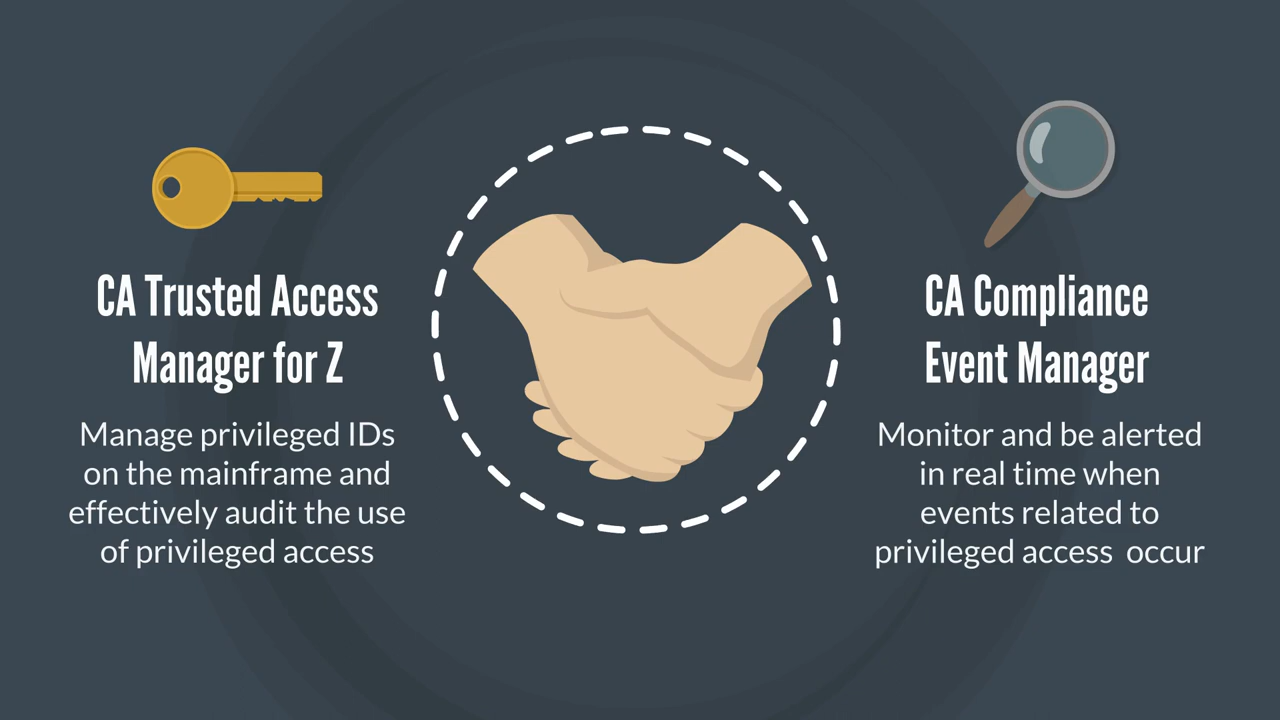 CA Trusted Access
Manager for Z
Manage privileged IDs
on the mainframe and
effectively audit the use
of privileged access
CA Compliance
Event Manager
Monitor and be alerted
in real time when
events related to
privileged access  occur